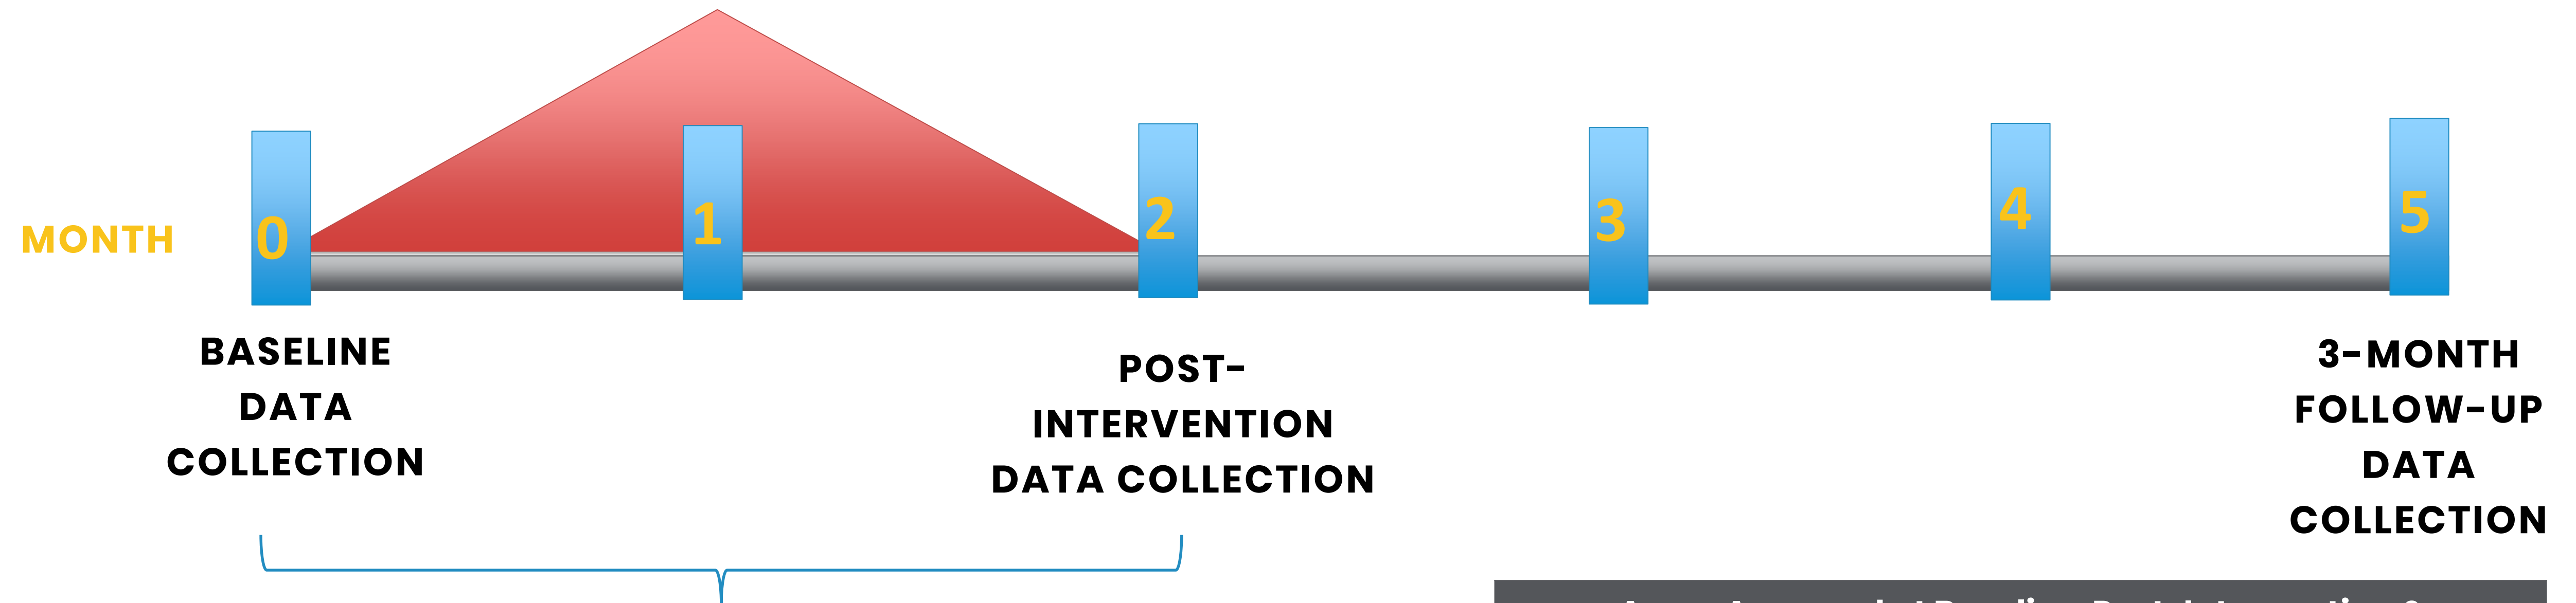 MONTH
0
1
2
3
4
5
BASELINE
DATA
COLLECTION
POST-
INTERVENTION
DATA COLLECTION
3-MONTH
FOLLOW-UP
DATA
COLLECTION